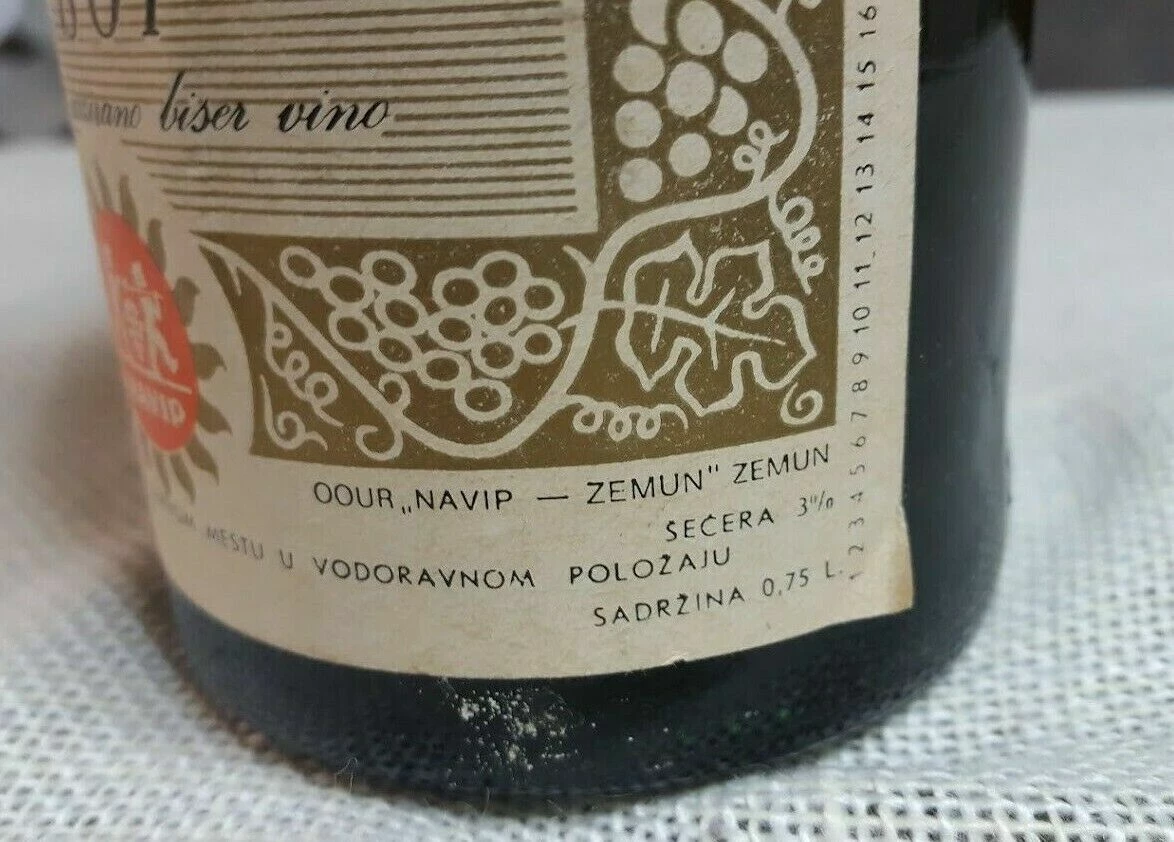 biser vino
NAVIP
OOUR „NAVIP — ZEMUN" ZEMUN
ŠEĆERA 3%
MESTU U VODORAVNOM POLOŽAJU
SADRŽINA 0,75 L.
1 2 3 4 5 6 7 8 9 10 11 12 13 14 15 16